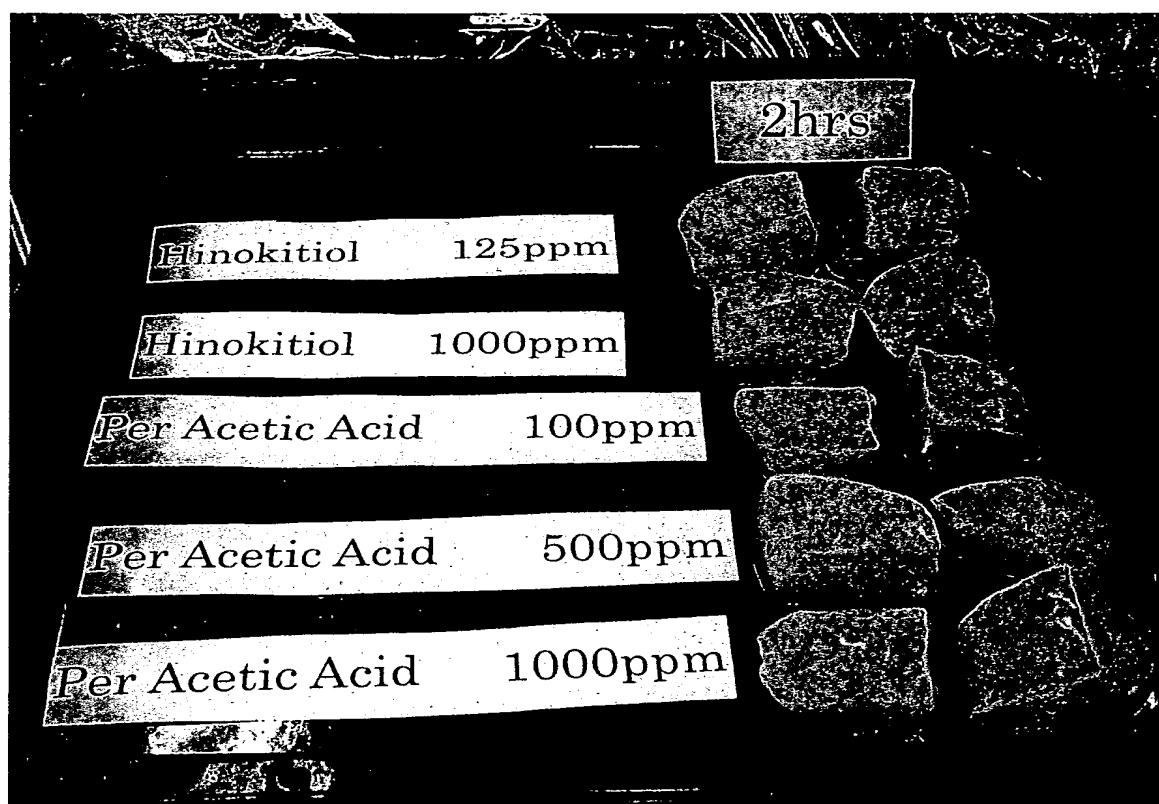 2hrs
Hinokitiol 125ppm
Hinokitiol 1000ppm
Per Acetic Acid 100ppm
Per Acetic Acid 500ppm
Per Acetic Acid 1000ppm